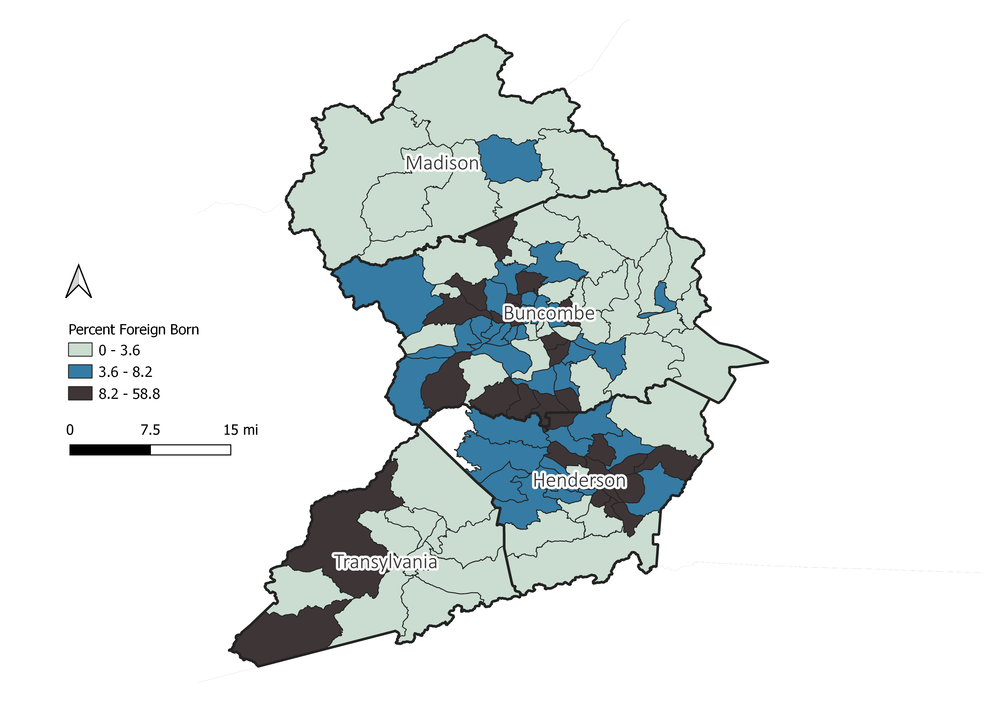 Madison
Buncombe
Percent Foreign Born
0 - 3.6
3.6 - 8.2
8.2 - 58.8
0 7.5 15 mi
Henderson
Transylvania